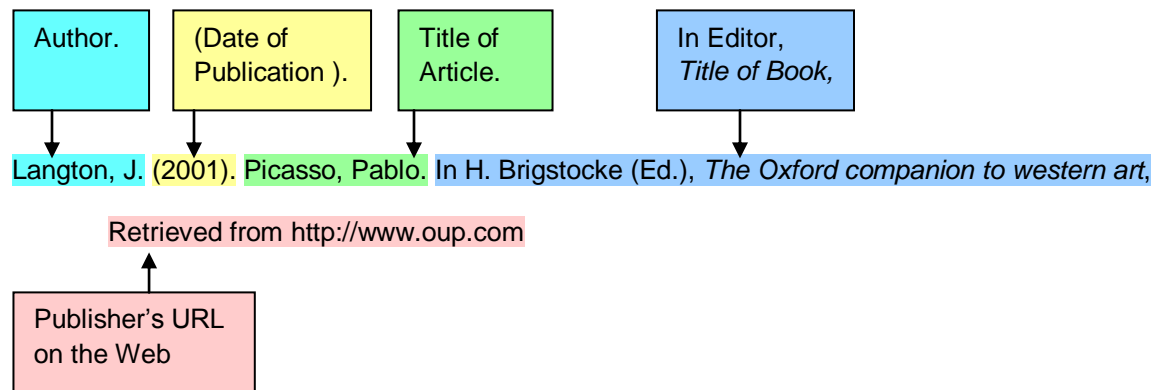 Author.
(Date of
Publication ).
Title of
Article.
In Editor,
Title of Book,
Langton, J. (2001). Picasso, Pablo. In H. Brigstocke (Ed.), The Oxford companion to western art,
Retrieved from http://www.oup.com
Publisher’s URL
on the Web